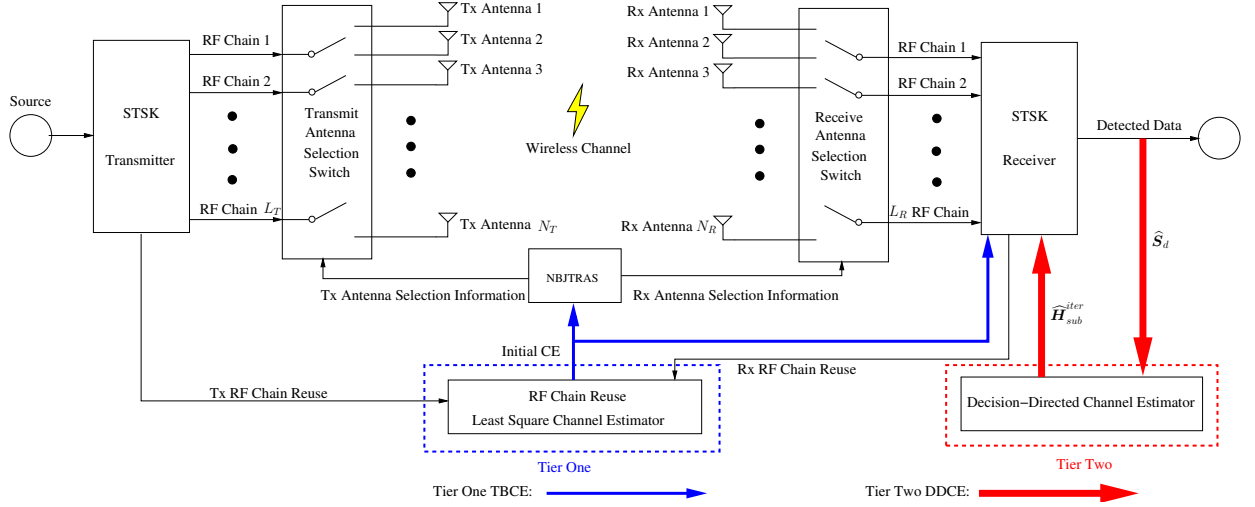 Tx Antenna 1
Rx Antenna 1
RF Chain 1
Tx Antenna 2
Rx Antenna 2
RF Chain 1
RF Chain 2
Tx Antenna 3
Rx Antenna 3
RF Chain 2
Source
STSK
Transmitter
Transmit
Antenna
Selection
Switch
Wireless Channel
Receive
Antenna
Selection
Switch
STSK
Receiver
Detected Data
RF Chain L_T
Tx Antenna N_T
Rx Antenna N_R
L_R RF Chain
NBJTRAS
Tx Antenna Selection Information
Rx Antenna Selection Information
Ŝ_d
Ĥ_{sub}^{iter}
Initial CE
Rx RF Chain Reuse
Tx RF Chain Reuse
RF Chain Reuse
Least Square Channel Estimator
Decision−Directed Channel Estimator
Tier One
Tier Two
Tier One TBCE:
Tier Two DDCE: